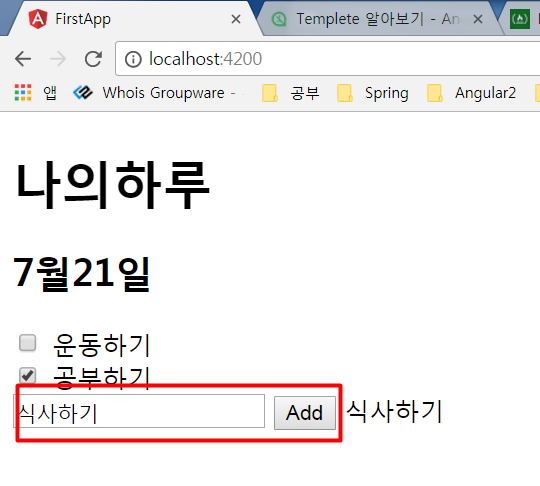 FirstApp
Templete 알아보기 - An
localhost:4200
앱
Whois Groupware -
공부
Spring
Angular2
나의하루
7월21일
운동하기
공부하기
식사하기
Add
식사하기